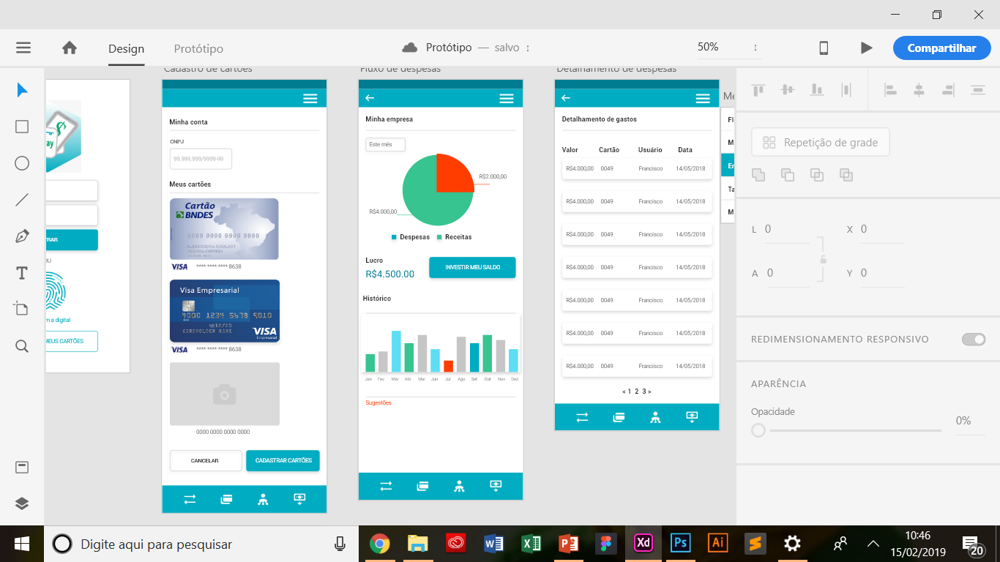 Design
Protótipo
Protótipo — salvo
50%
Compartilhar
TRAR
OU
m a digital
MEUS CARTÕES
Cadastro de cartões
Minha conta
CNPJ
99.999.999/9999-99
Meus cartões
Cartão
BNDES
9999 9999 9999 9999
ALESSANDRA GOULART
PEQUENA EMPRESA
VISA **** **** **** 8638
Visa Empresarial
4000 1234 5678 9010
12/20
CARDHOLDER NAME
VISA
Empresarial
VISA **** **** **** 8638
0000 0000 0000 0000
CANCELAR
CADASTRAR CARTÕES
Fluxo de despesas
Minha empresa
Este mês
R$2.000,00
R$4.000,00
Despesas Receitas
Lucro
R$4.500.00
INVESTIR MEU SALDO
Histórico
Jan Fev Mar Abr Mai Jun Jul Ago Set Out Nov Dez
Sugestões
Detalhamento de despesas
Detalhamento de gastos
Valor Cartão Usuário Data
R$4.000,00 0049 Francisco 14/05/2018
R$4.000,00 0049 Francisco 14/05/2018
R$4.000,00 0049 Francisco 14/05/2018
R$4.000,00 0049 Francisco 14/05/2018
R$4.000,00 0049 Francisco 14/05/2018
R$4.000,00 0049 Francisco 14/05/2018
R$4.000,00 0049 Francisco 14/05/2018
< 1 2 3 >
Me
Fl
M
En
Ta
M
Repetição de grade
L 0
X 0
A 0
Y 0
REDIMENSIONAMENTO RESPONSIVO
APARÊNCIA
Opacidade
0%
Digite aqui para pesquisar
Xd
Ps
Ai
10:46
15/02/2019
20